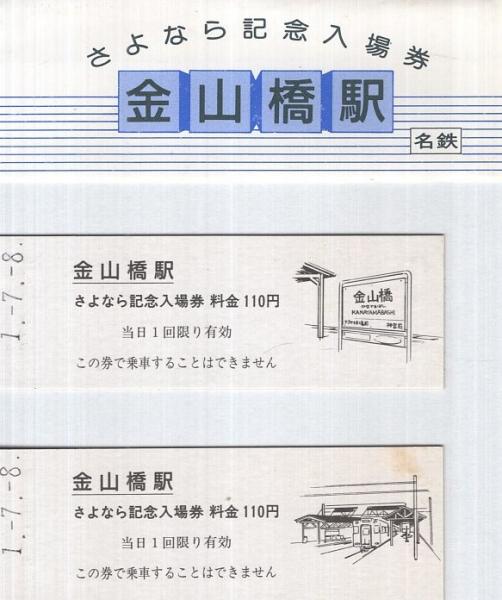 さよなら記念入場券
金山橋駅
名鉄
1.-7.-8.
金山橋駅
さよなら記念入場券 料金110円
当日1回限り有効
この券で乗車することはできません
金山橋
KANAYAMABASHI
神宮前
1.-7.-8.
金山橋駅
さよなら記念入場券 料金110円
当日1回限り有効
この券で乗車することはできません